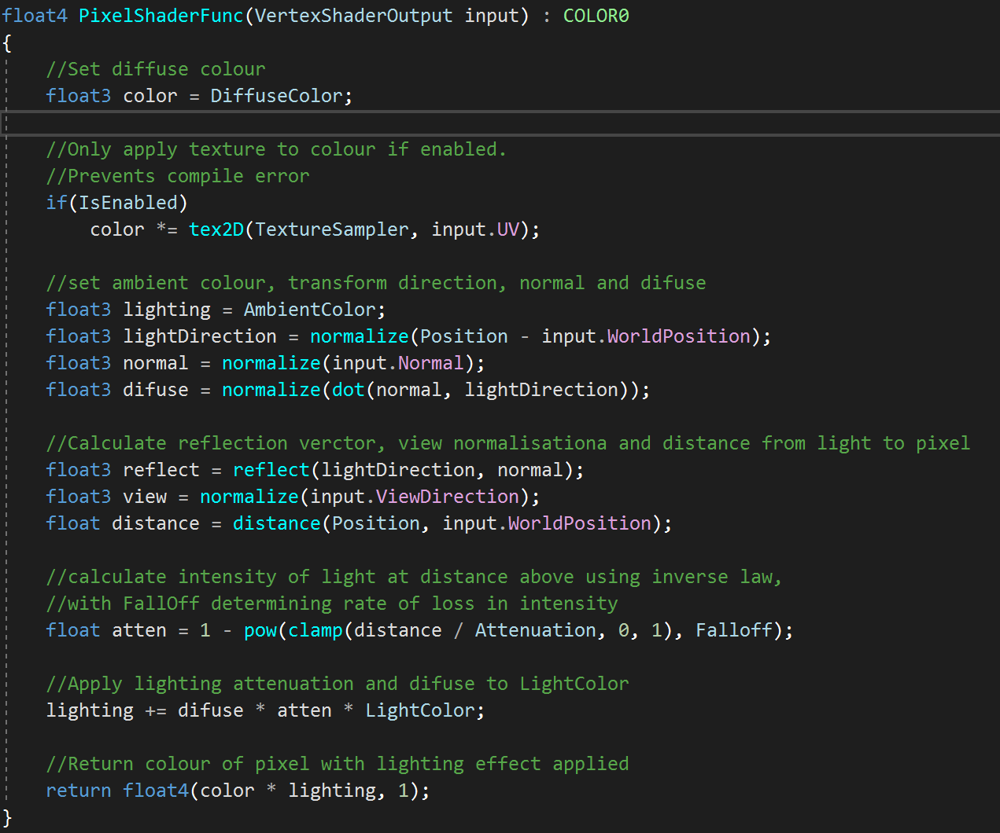 float4 PixelShaderFunc(VertexShaderOutput input) : COLOR0
{
//Set diffuse colour
float3 color = DiffuseColor;
//Only apply texture to colour if enabled.
//Prevents compile error
if(IsEnabled)
color *= tex2D(TextureSampler, input.UV);
//set ambient colour, transform direction, normal and difuse
float3 lighting = AmbientColor;
float3 lightDirection = normalize(Position - input.WorldPosition);
float3 normal = normalize(input.Normal);
float3 difuse = normalize(dot(normal, lightDirection));
//Calculate reflection verctor, view normalisationa and distance from light to pixel
float3 reflect = reflect(lightDirection, normal);
float3 view = normalize(input.ViewDirection);
float distance = distance(Position, input.WorldPosition);
//calculate intensity of light at distance above using inverse law,
//with FallOff determining rate of loss in intensity
float atten = 1 - pow(clamp(distance / Attenuation, 0, 1), Falloff);
//Apply lighting attenuation and difuse to LightColor
lighting += difuse * atten * LightColor;
//Return colour of pixel with lighting effect applied
return float4(color * lighting, 1);
}